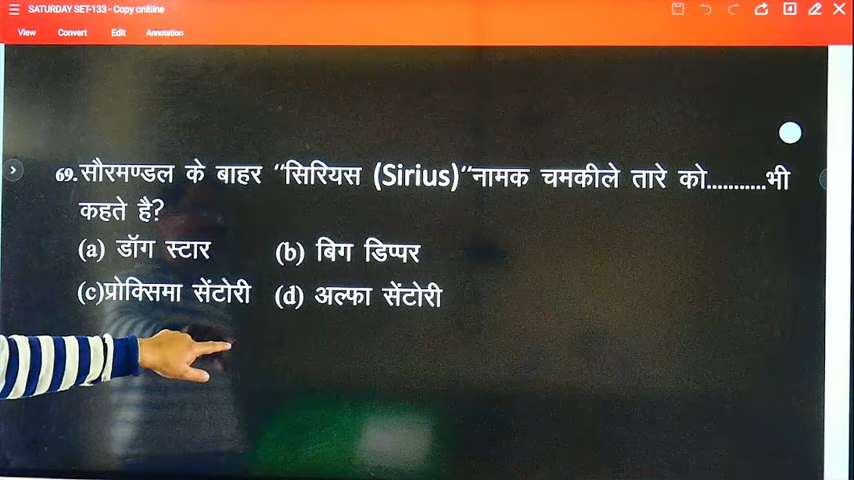 SATURDAY SET-133 - Copy onliine
View Convert Edit Annotation
69. सौरमण्डल के बाहर ‘‘सिरियस (Sirius)‘‘नामक चमकीले तारे को...........भी
कहते है?
(a) डॉग स्टार (b) बिग डिप्पर
(c)प्रोक्सिमा सेंटोरी (d) अल्फा सेंटोरी